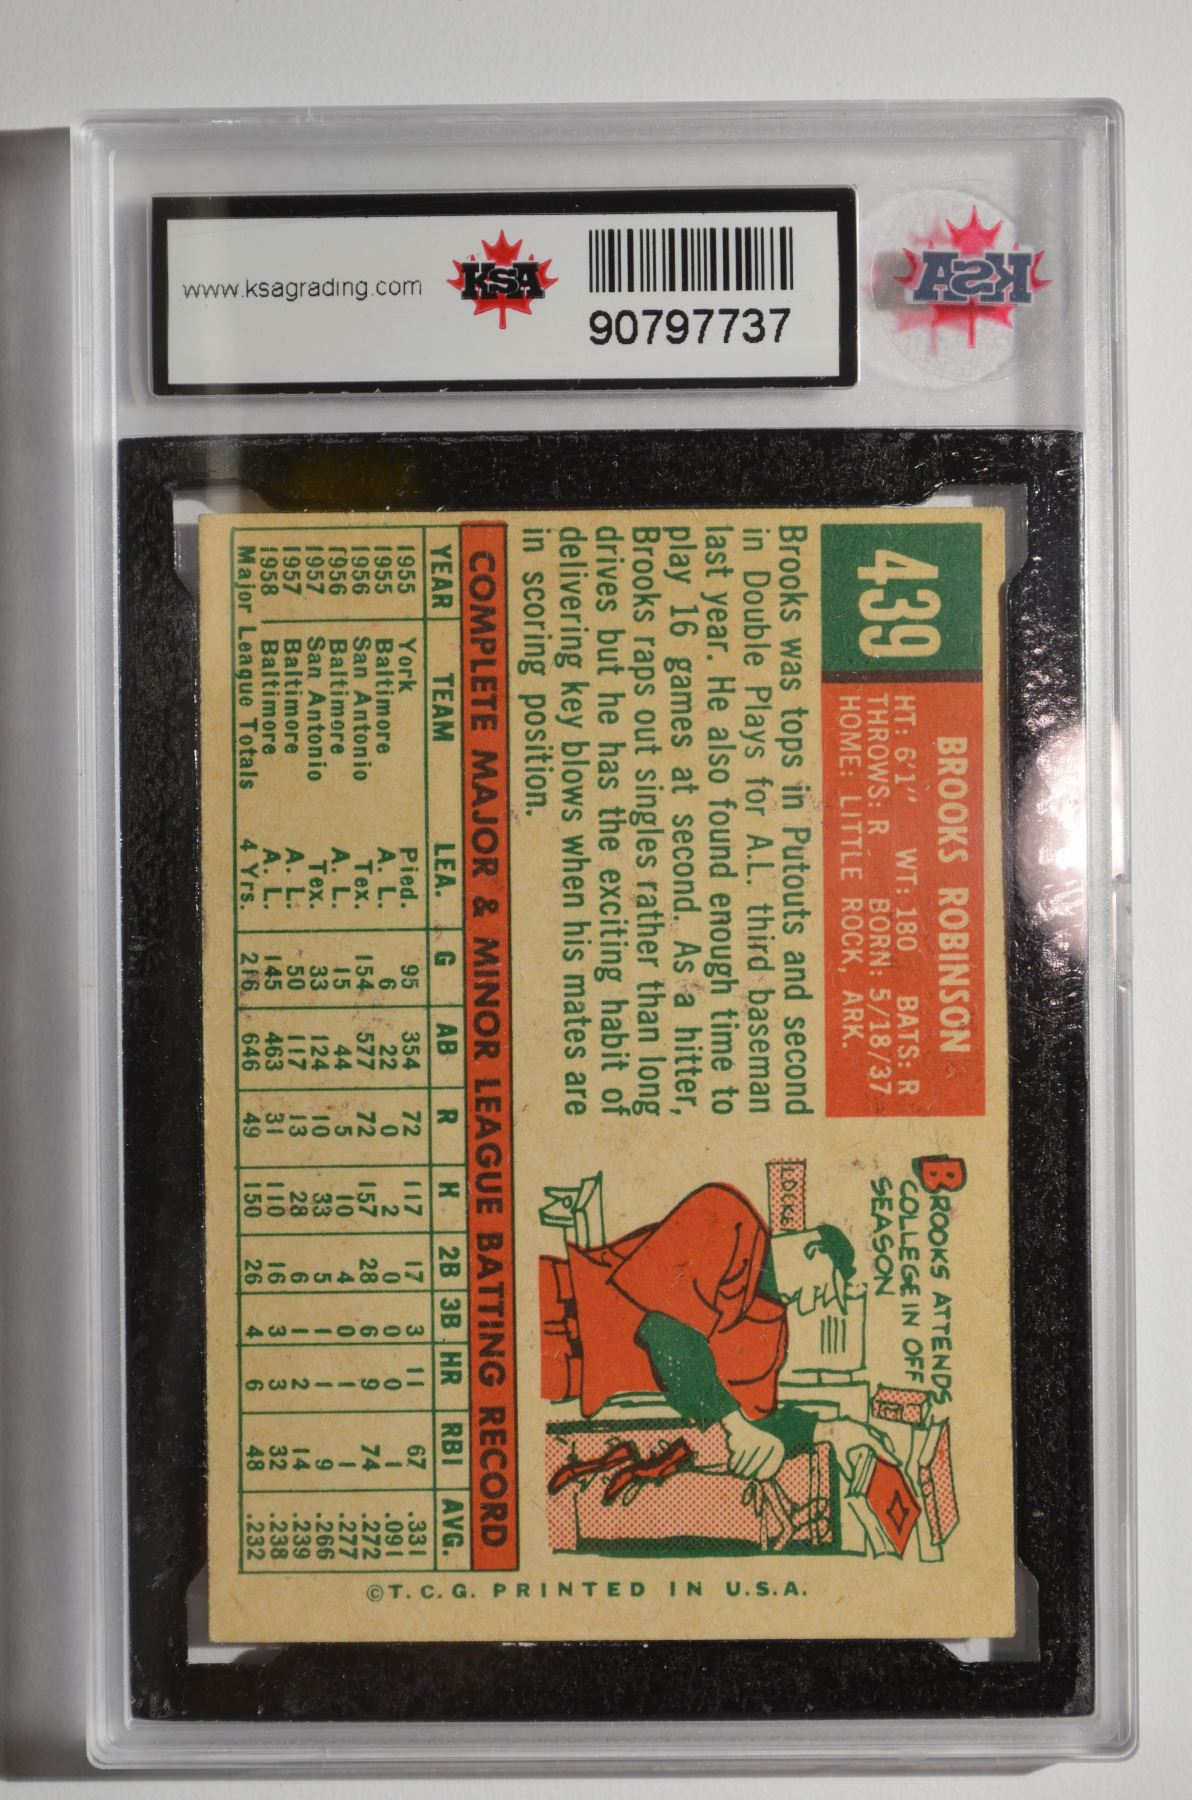 www.ksagrading.com
KSA
90797737
KSA
439
BROOKS ROBINSON
HT: 6'1" WT: 180 BATS: R
THROWS: R BORN: 5/18/37
HOME: LITTLE ROCK, ARK.
Brooks was tops in Putouts and second
in Double Plays for A.L. third baseman
last year. He also found enough time to
play 16 games at second. As a hitter,
Brooks raps out singles rather than long
drives but he has the exciting habit of
delivering key blows when his mates are
in scoring position.
BROOKS ATTENDS
COLLEGE IN OFF
SEASON
LOCKS
COMPLETE MAJOR & MINOR LEAGUE BATTING RECORD
YEAR TEAM LEA. G AB R H 2B 3B HR RBI AVG.
1955 York Pied. 95 354 72 117 17 3 11 67 .331
1955 Baltimore A. L. 6 22 0 2 0 0 0 1 .091
1956 San Antonio Tex. 154 577 72 157 28 6 9 74 .272
1956 Baltimore A. L. 15 44 5 10 4 0 1 1 .277
1957 San Antonio Tex. 33 124 10 33 5 1 1 9 .266
1957 Baltimore A. L. 50 117 13 28 6 1 2 14 .239
1958 Baltimore A. L. 145 463 31 110 16 3 3 32 .238
Major League Totals 4 Yrs. 216 646 49 150 26 4 6 48 .232
©T.C.G. PRINTED IN U.S.A.